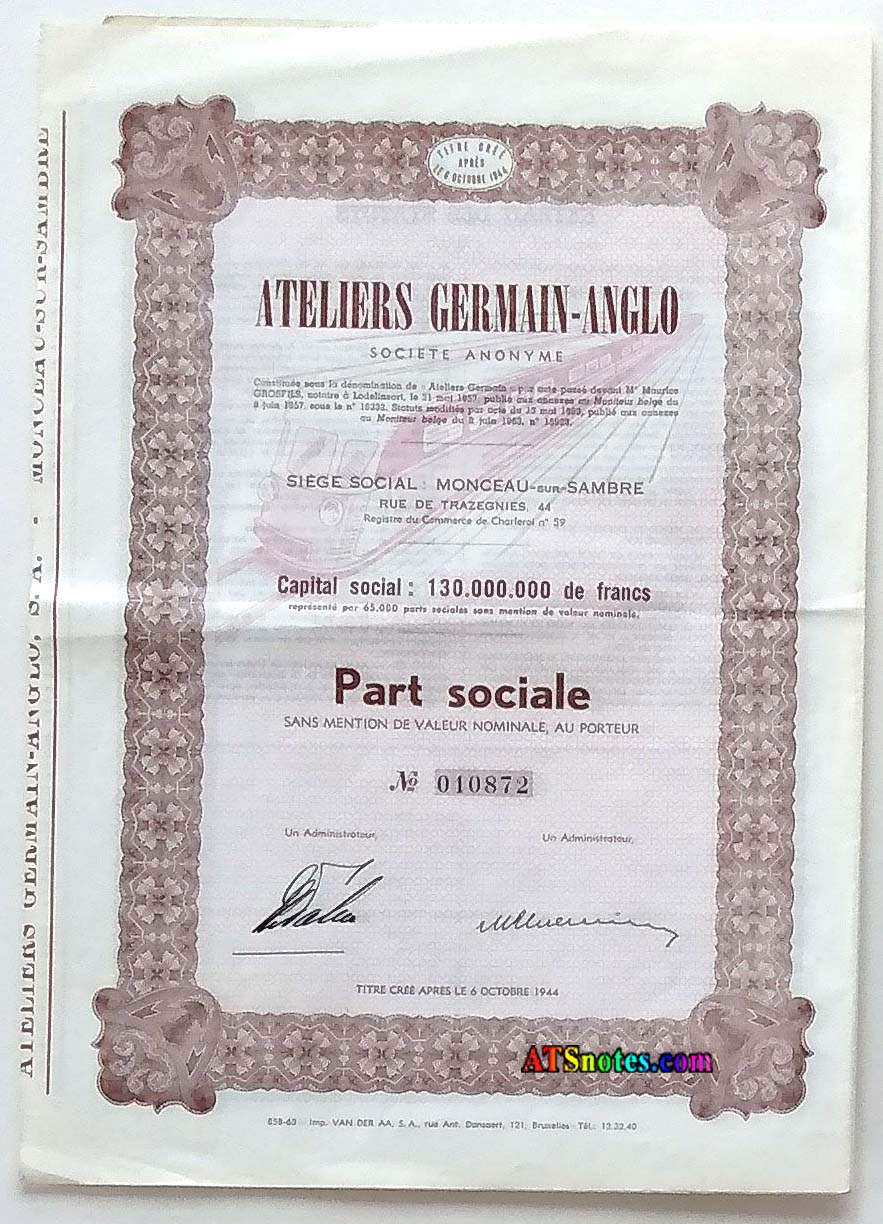 TITRE CRÉÉ
APRÈS
LE 6 OCTOBRE 1944
ATELIERS GERMAIN-ANGLO
SOCIÉTÉ ANONYME
Constituée sous la dénomination de « Ateliers Germain » par acte passé devant Me Maurice
GROSFILS, notaire à Lodelinsart, le 21 mai 1957, publié aux annexes au Moniteur belge du
8 juin 1957, sous le n° Statuts modifiés par acte du mai 1963, publié aux annexes
au Moniteur belge du 8 juin 1963, n°
SIÈGE SOCIAL : MONCEAU-SUR-SAMBRE
RUE DE TRAZEGNIES, 44
Registre du Commerce de Charleroi n° 59
Capital social : 130.000.000 de francs
représenté par 65.000 parts sociales sans mention de valeur nominale.
Part sociale
SANS MENTION DE VALEUR NOMINALE, AU PORTEUR
№ 010872
Un Administrateur,
Un Administrateur,
TITRE CRÉÉ APRÈS LE 6 OCTOBRE 1944
ATSnotes.com
858-63 - Imp. VAN DER AA, S. A., rue Ant. Dansaert, 121, Bruxelles - Tél.: 12.32.40
ATELIERS GERMAIN-ANGLO, S. A. - MONCEAU-SUR-SAMBRE